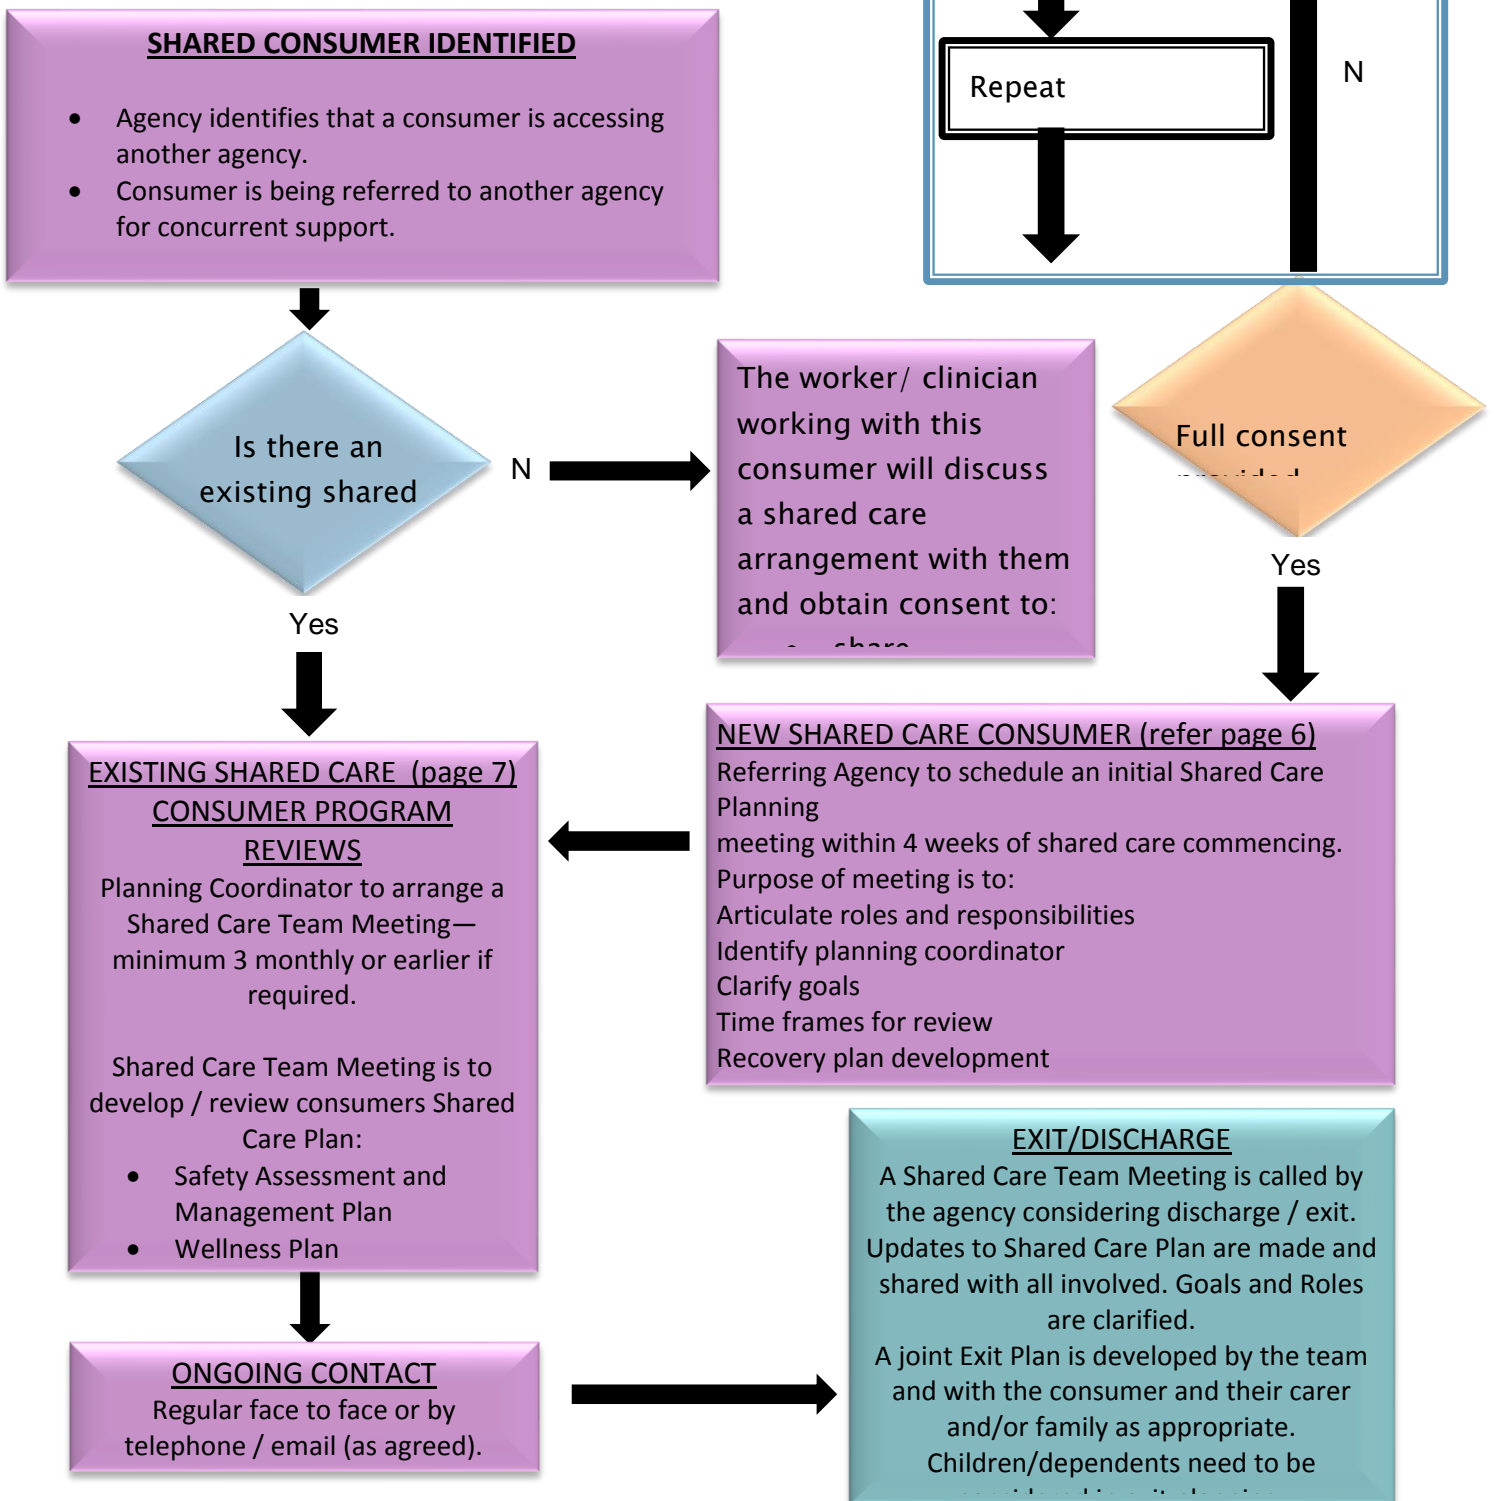 SHARED CONSUMER IDENTIFIED
• Agency identifies that a consumer is accessing
another agency.
• Consumer is being referred to another agency
for concurrent support.
Repeat
N
Is there an
existing shared
N
Yes
The worker/ clinician
working with this
consumer will discuss
a shared care
arrangement with them
and obtain consent to:
• share
Full consent
provided
Yes
NEW SHARED CARE CONSUMER (refer page 6)
Referring Agency to schedule an initial Shared Care
Planning
meeting within 4 weeks of shared care commencing.
Purpose of meeting is to:
Articulate roles and responsibilities
Identify planning coordinator
Clarify goals
Time frames for review
Recovery plan development
EXISTING SHARED CARE (page 7)
CONSUMER PROGRAM
REVIEWS
Planning Coordinator to arrange a
Shared Care Team Meeting—
minimum 3 monthly or earlier if
required.
Shared Care Team Meeting is to
develop / review consumers Shared
Care Plan:
• Safety Assessment and
Management Plan
• Wellness Plan
ONGOING CONTACT
Regular face to face or by
telephone / email (as agreed).
EXIT/DISCHARGE
A Shared Care Team Meeting is called by
the agency considering discharge / exit.
Updates to Shared Care Plan are made and
shared with all involved. Goals and Roles
are clarified.
A joint Exit Plan is developed by the team
and with the consumer and their carer
and/or family as appropriate.
Children/dependents need to be